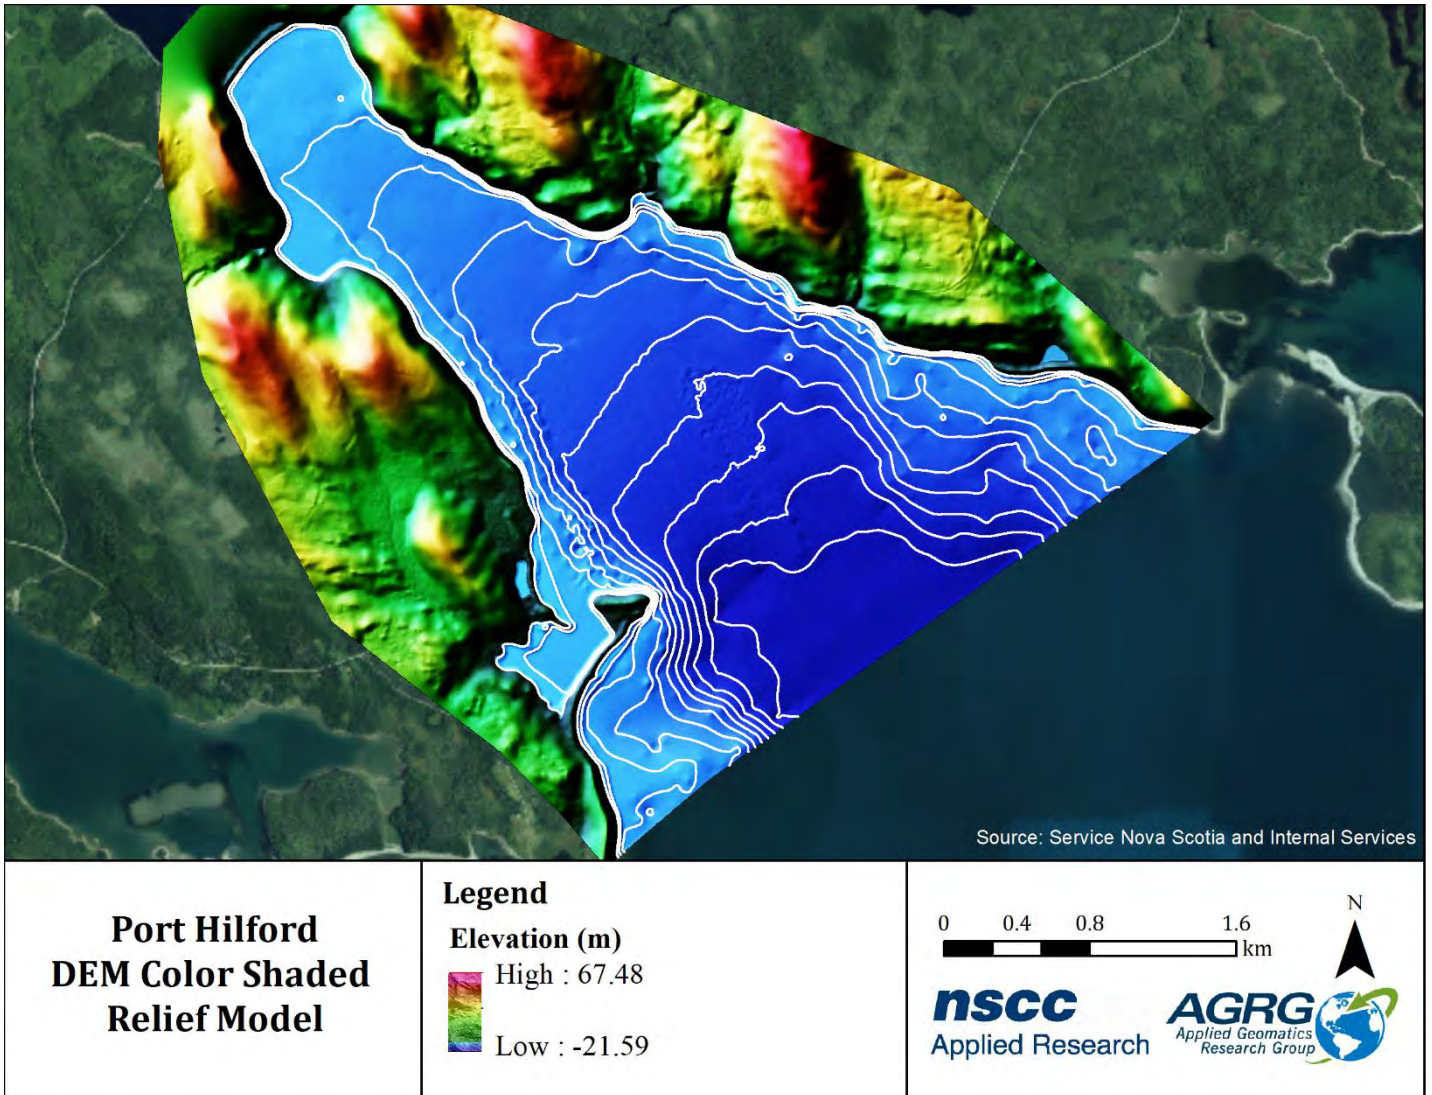 Source: Service Nova Scotia and Internal Services
Port Hilford
DEM Color Shaded
Relief Model
Legend
Elevation (m)
High : 67.48
Low : -21.59
0 0.4 0.8 1.6
km
N
nscc
Applied Research
AGRG
Applied Geomatics
Research Group